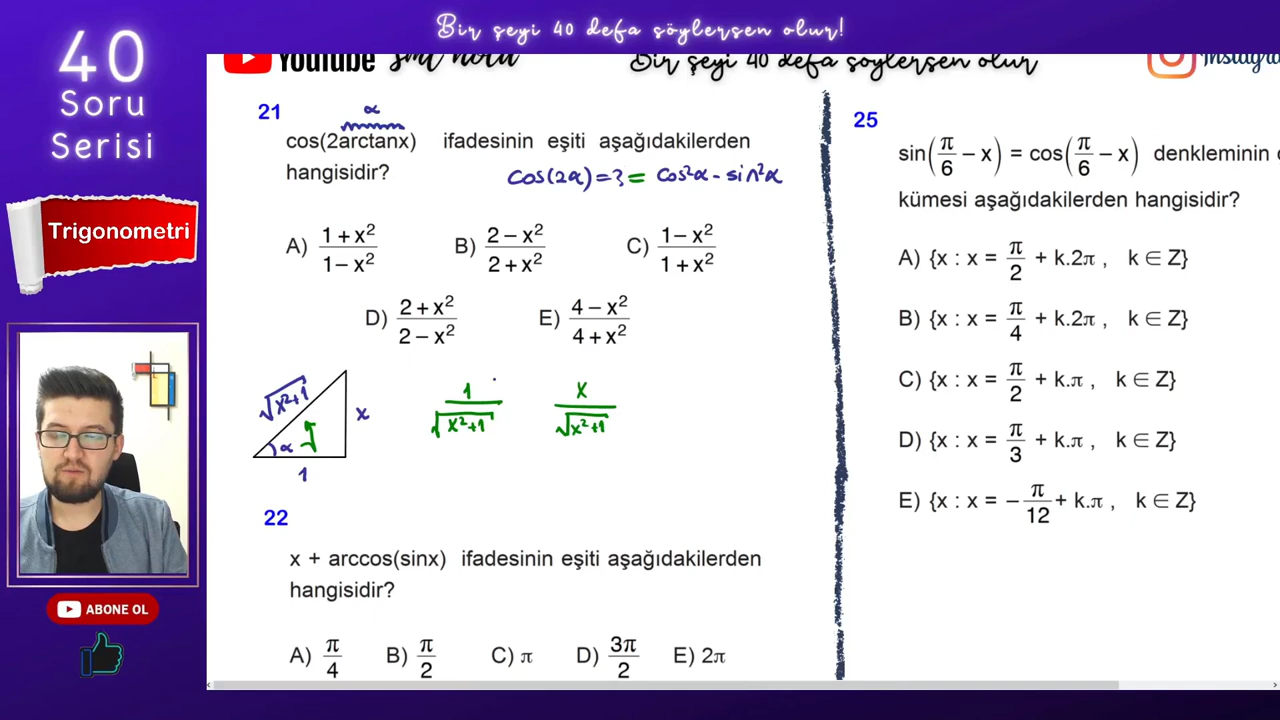 Bir şeyi 40 defa söylersen olur!
40
Soru
Serisi
Trigonometri
ABONE OL
YouTube
Bir şeyi 40 defa söylersen olur
Instagra
21
α
cos(2arctanx) ifadesinin eşiti aşağıdakilerden
hangisidir?
cos(2α)=? = cos²α - sin²α
A) (1 + x²)/(1 – x²) B) (2 – x²)/(2 + x²) C) (1 – x²)/(1 + x²)
D) (2 + x²)/(2 – x²) E) (4 – x²)/(4 + x²)
√(x²+1)
x
α
1
1/√(x²+1) x/√(x²+1)
22
x + arccos(sinx) ifadesinin eşiti aşağıdakilerden
hangisidir?
A) π/4 B) π/2 C) π D) 3π/2 E) 2π
25
sin(π/6 – x) = cos(π/6 – x) denkleminin
kümesi aşağıdakilerden hangisidir?
A) {x : x = π/2 + k.2π , k ∈ Z}
B) {x : x = π/4 + k.2π , k ∈ Z}
C) {x : x = π/2 + k.π , k ∈ Z}
D) {x : x = π/3 + k.π , k ∈ Z}
E) {x : x = – π/12 + k.π , k ∈ Z}